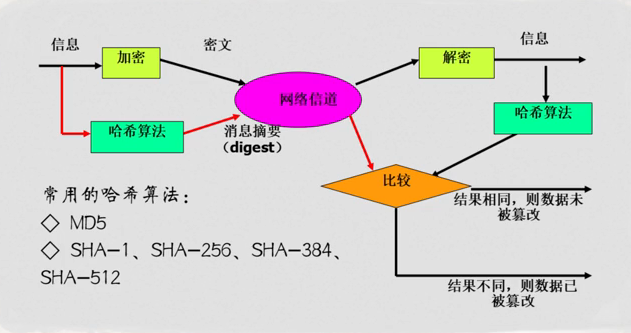 信息
加密
密文
网络信道
解密
信息
哈希算法
消息摘要
（digest）
哈希算法
比较
结果相同，则数据未
被篡改
结果不同，则数据已
被篡改
常用的哈希算法：
◇ MD5
◇ SHA-1、SHA-256、SHA-384、
SHA-512